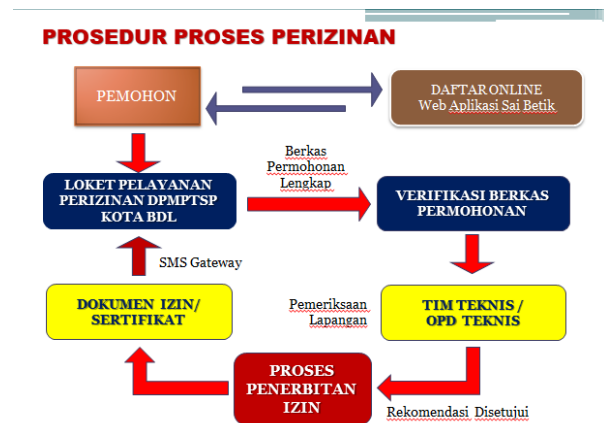 PROSEDUR PROSES PERIZINAN
PEMOHON
DAFTAR ONLINE
Web Aplikasi Sai Betik
Berkas
Permohonan
Lengkap
LOKET PELAYANAN
PERIZINAN DPMPTSP
KOTA BDL
VERIFIKASI BERKAS
PERMOHONAN
SMS Gateway
DOKUMEN IZIN/
SERTIFIKAT
Pemeriksaan
Lapangan
TIM TEKNIS /
OPD TEKNIS
PROSES
PENERBITAN
IZIN
Rekomendasi Disetujui